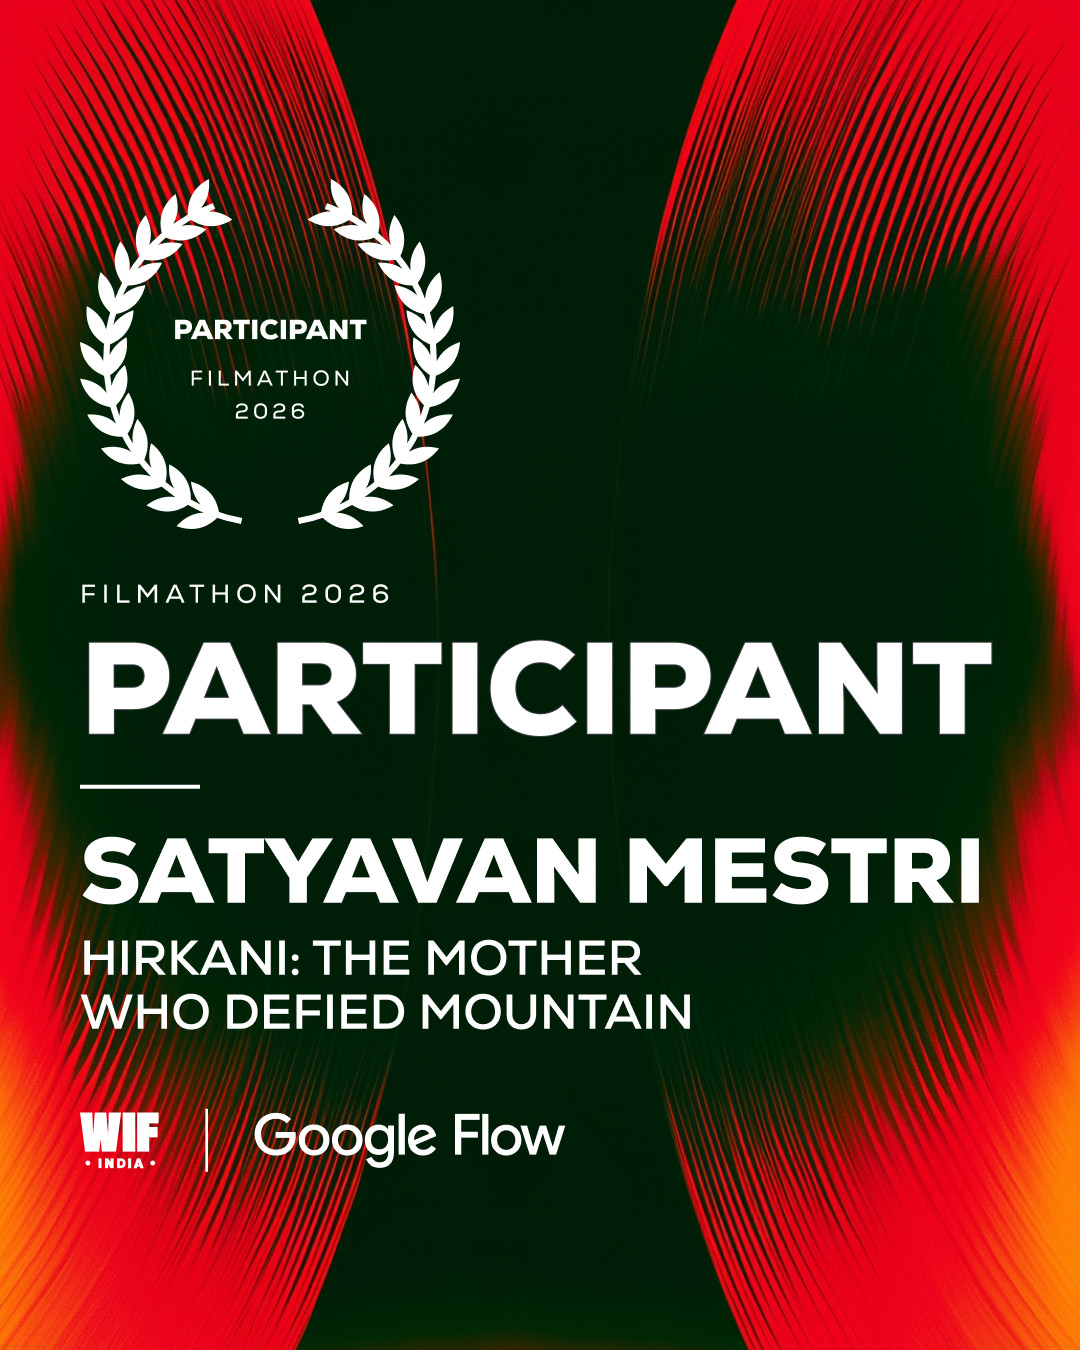 PARTICIPANT
FILMATHON
2026
FILMATHON 2026
PARTICIPANT
SATYAVAN MESTRI
HIRKANI: THE MOTHER
WHO DEFIED MOUNTAIN
WIF
• INDIA •
Google Flow